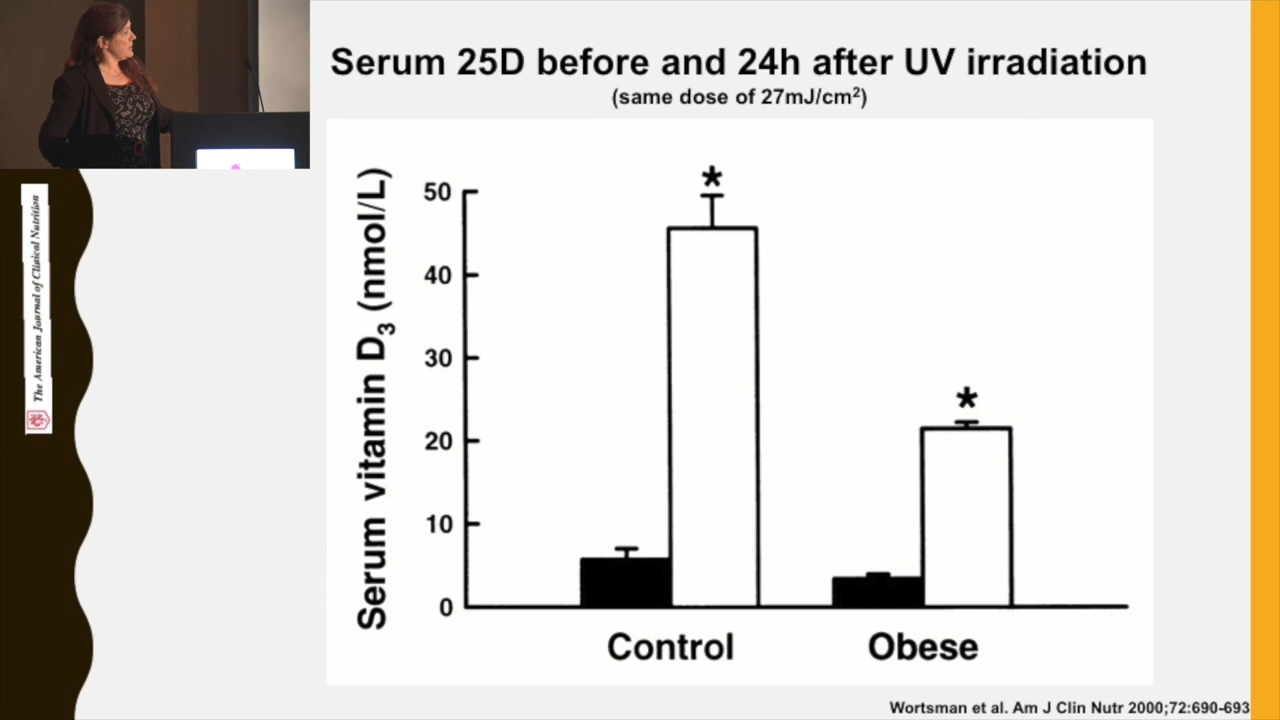 Serum 25D before and 24h after UV irradiation
(same dose of 27mJ/cm²)
The American Journal of Clinical Nutrition
Serum vitamin D₃ (nmol/L)
50
40
30
20
10
0
*
*
Control
Obese
Wortsman et al. Am J Clin Nutr 2000;72:690-693